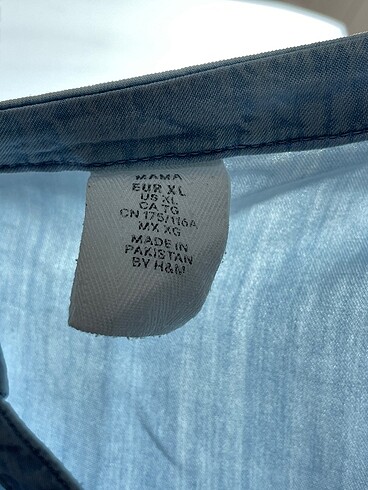 MAMA
EUR XL
US XL
CA TG
CN 175/116A
MX XG
MADE IN
PAKISTAN
BY H&M